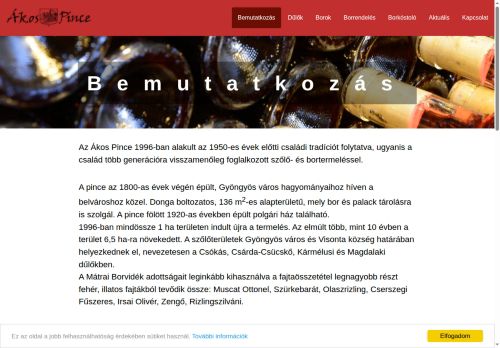 Ákos Pince
Bemutatkozás Dűlők Borok Borrendelés Borkóstoló Aktuális Kapcsolat
Bemutatkozás
Az Ákos Pince 1996-ban alakult az 1950-es évek előtti családi tradíciót folytatva, ugyanis a
család több generációra visszamenőleg foglalkozott szőlő- és bortermeléssel.
A pince az 1800-as évek végén épült, Gyöngyös város hagyományaihoz híven a
belvároshoz közel. Donga boltozatos, 136 m2-es alapterületű, mely bor és palack tárolásra
is szolgál. A pince fölött 1920-as években épült polgári ház található.
1996-ban mindössze 1 ha területen indult újra a termelés. Az elmúlt több, mint 10 évben a
terület 6,5 ha-ra növekedett. A szőlőterületek Gyöngyös város és Visonta község határában
helyezkednek el, nevezetesen a Csókás, Csárda-Csücskő, Kármélusi és Magdalaki
dűlőkben.
A Mátrai Borvidék adottságait leginkább kihasználva a fajtaösszetétel legnagyobb részt
fehér, illatos fajtákból tevődik össze: Muscat Ottonel, Szürkebarát, Olaszrizling, Cserszegi
Fűszeres, Irsai Olivér, Zengő, Rizlingszilváni.
Ez az oldal a jobb felhasználhatóság érdekében sütiket használ. További információk
Elfogadom